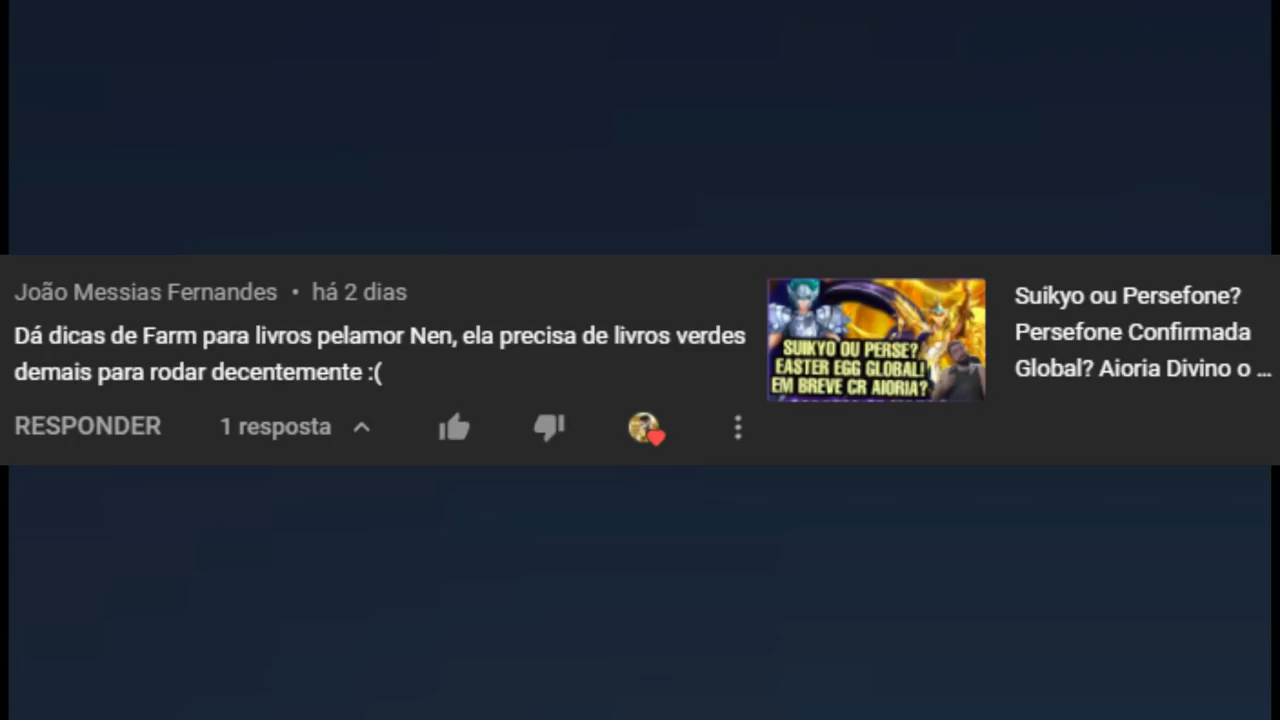 João Messias Fernandes • há 2 dias
Dá dicas de Farm para livros pelamor Nen, ela precisa de livros verdes
demais para rodar decentemente :(
RESPONDER 1 resposta
SUIKYO OU PERSE?
EASTER EGG GLOBAL!
EM BREVE CR AIORIA?
Suikyo ou Persefone?
Persefone Confirmada
Global? Aioria Divino o ...